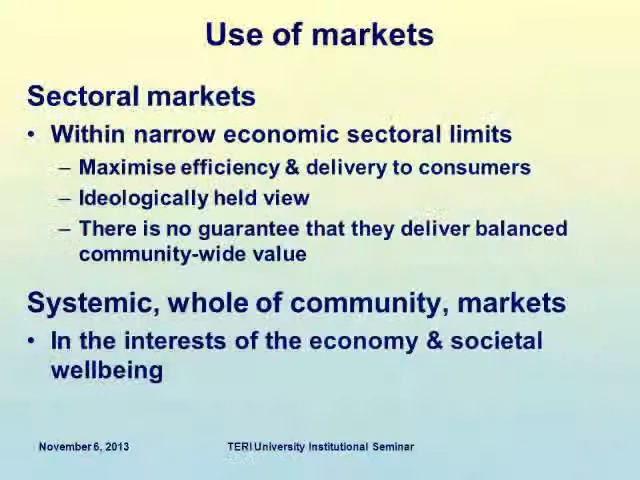 Use of markets
Sectoral markets
• Within narrow economic sectoral limits
– Maximise efficiency & delivery to consumers
– Ideologically held view
– There is no guarantee that they deliver balanced
community-wide value
Systemic, whole of community, markets
• In the interests of the economy & societal
wellbeing
November 6, 2013 TERI University Institutional Seminar